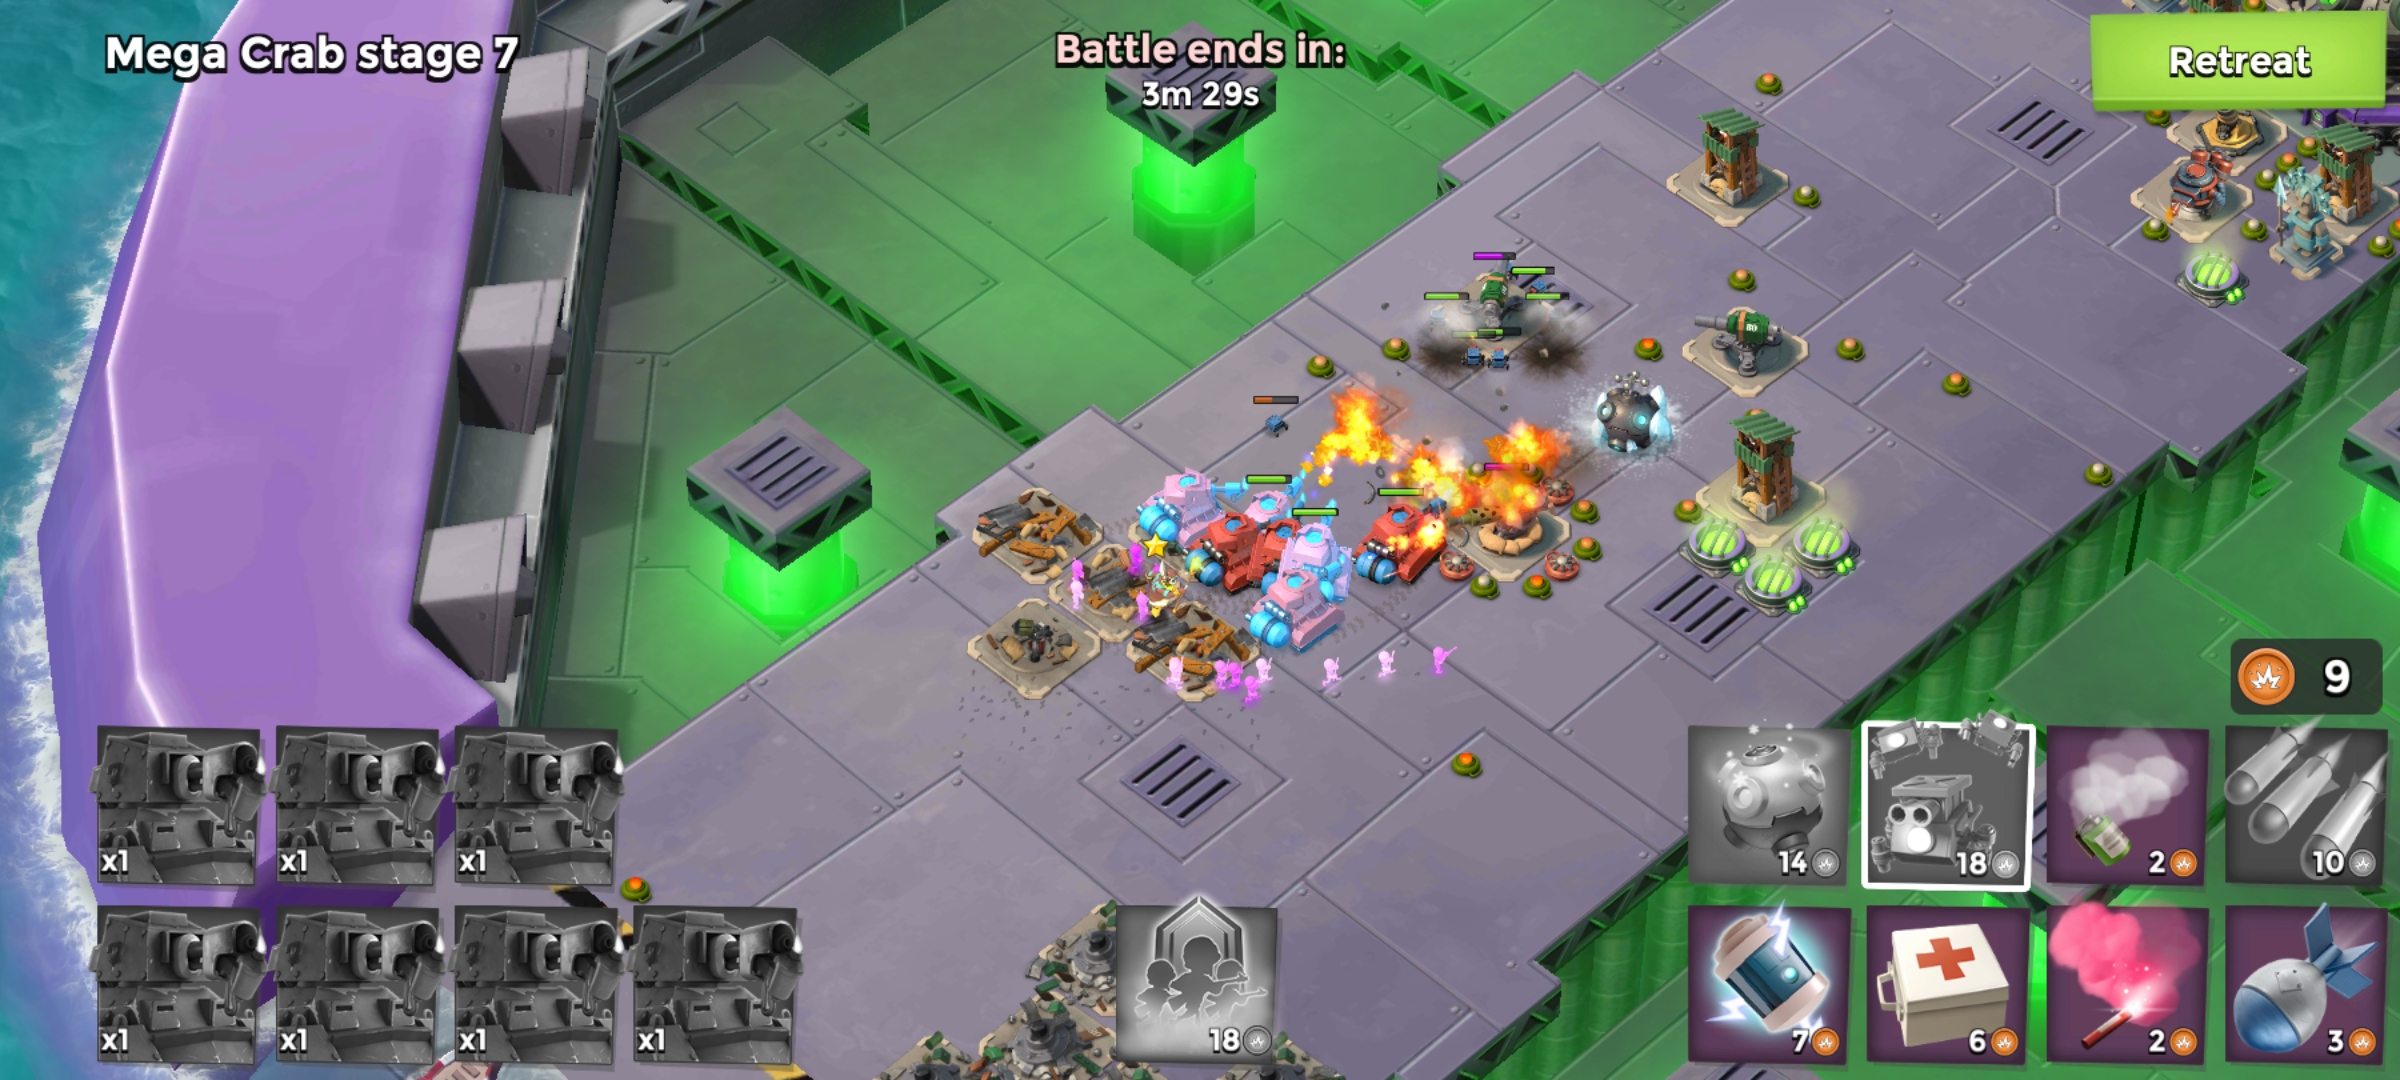 Mega Crab stage 7
Battle ends in:
3m 29s
Retreat
9
x1
x1
x1
14
18
2
10
x1
x1
x1
x1
18
7
6
2
3